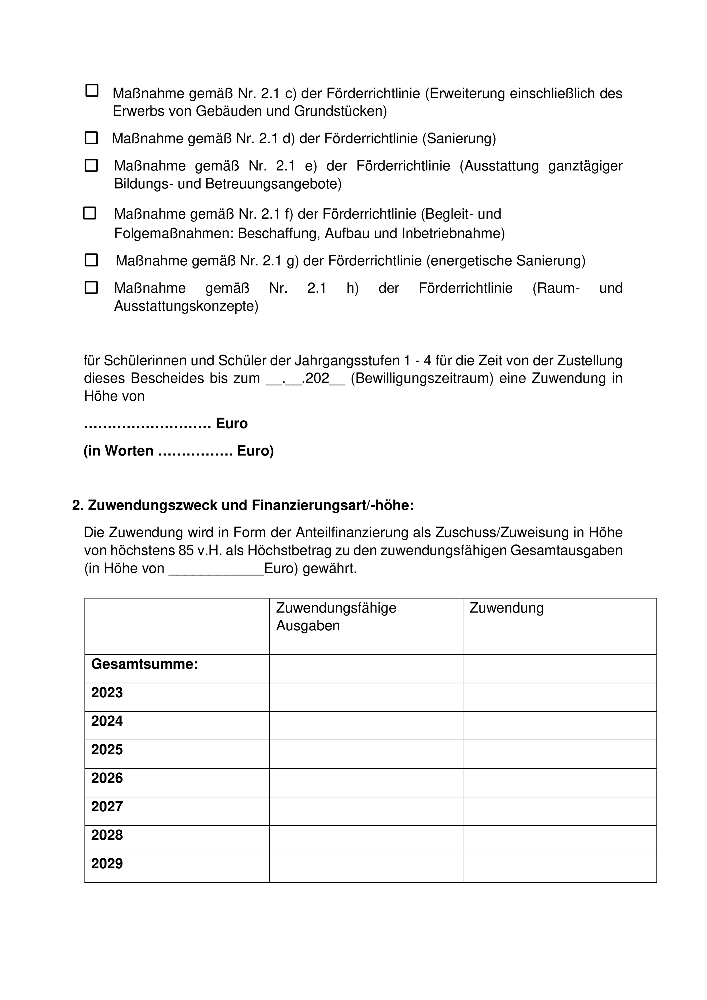 Maßnahme gemäß Nr. 2.1 c) der Förderrichtlinie (Erweiterung einschließlich des
Erwerbs von Gebäuden und Grundstücken)
Maßnahme gemäß Nr. 2.1 d) der Förderrichtlinie (Sanierung)
Maßnahme gemäß Nr. 2.1 e) der Förderrichtlinie (Ausstattung ganztägiger
Bildungs- und Betreuungsangebote)
Maßnahme gemäß Nr. 2.1 f) der Förderrichtlinie (Begleit- und
Folgemaßnahmen: Beschaffung, Aufbau und Inbetriebnahme)
Maßnahme gemäß Nr. 2.1 g) der Förderrichtlinie (energetische Sanierung)
Maßnahme gemäß Nr. 2.1 h) der Förderrichtlinie (Raum- und
Ausstattungskonzepte)
für Schülerinnen und Schüler der Jahrgangsstufen 1 - 4 für die Zeit von der Zustellung
dieses Bescheides bis zum __.__.202__ (Bewilligungszeitraum) eine Zuwendung in
Höhe von
……………………… Euro
(in Worten ……………. Euro)
2. Zuwendungszweck und Finanzierungsart/-höhe:
Die Zuwendung wird in Form der Anteilfinanzierung als Zuschuss/Zuweisung in Höhe
von höchstens 85 v.H. als Höchstbetrag zu den zuwendungsfähigen Gesamtausgaben
(in Höhe von ____________Euro) gewährt.
Zuwendungsfähige
Ausgaben
Zuwendung
Gesamtsumme:
2023
2024
2025
2026
2027
2028
2029